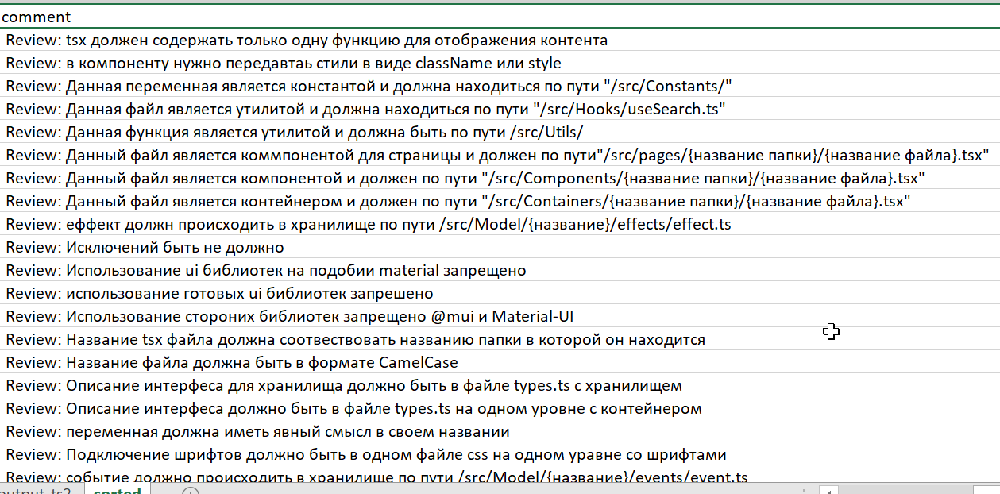 comment
Review: tsx должен содержать только одну функцию для отображения контента
Review: в компоненту нужно передавтаь стили в виде className или style
Review: Данная переменная является константой и должна находиться по пути "/src/Constants/"
Review: Данная файл является утилитой и должна находиться по пути "/src/Hooks/useSearch.ts"
Review: Данная функция является утилитой и должна быть по пути /src/Utils/
Review: Данный файл является коммпонентой для страницы и должен по пути"/src/pages/{название папки}/{название файла}.tsx"
Review: Данный файл является компонентой и должен по пути "/src/Components/{название папки}/{название файла}.tsx"
Review: Данный файл является контейнером и должен по пути "/src/Containers/{название папки}/{название файла}.tsx"
Review: еффект должн происходить в хранилище по пути /src/Model/{название}/effects/effect.ts
Review: Исключений быть не должно
Review: Использование ui библиотек на подобии material запрещено
Review: использование готовых ui библиотек запрешено
Review: Использование стороних библиотек запрещено @mui и Material-UI
Review: Название tsx файла должна соотвествовать названию папки в которой он находится
Review: Название файла должна быть в формате CamelCase
Review: Описание интерфеса для хранилища должно быть в файле types.ts с хранилищем
Review: Описание интерфеса должно быть в файле types.ts на одном уровне с контейнером
Review: переменная должна иметь явный смысл в своем названии
Review: Подключение шрифтов должно быть в одном файле css на одном уравне со шрифтами
Review: событие должно происходить в хранилище по пути /src/Model/{название}/events/event.ts
output_ts2 sorted